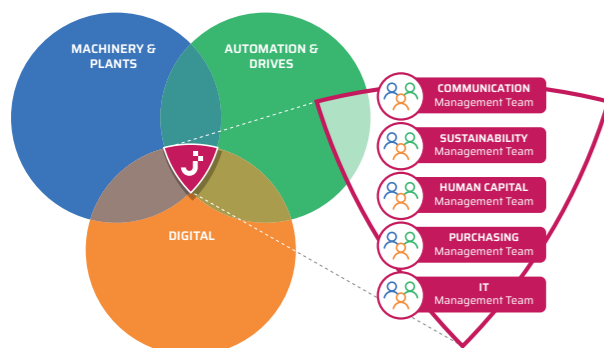 MACHINERY &
PLANTS
AUTOMATION &
DRIVES
DIGITAL
COMMUNICATION
Management Team
SUSTAINABILITY
Management Team
HUMAN CAPITAL
Management Team
PURCHASING
Management Team
IT
Management Team